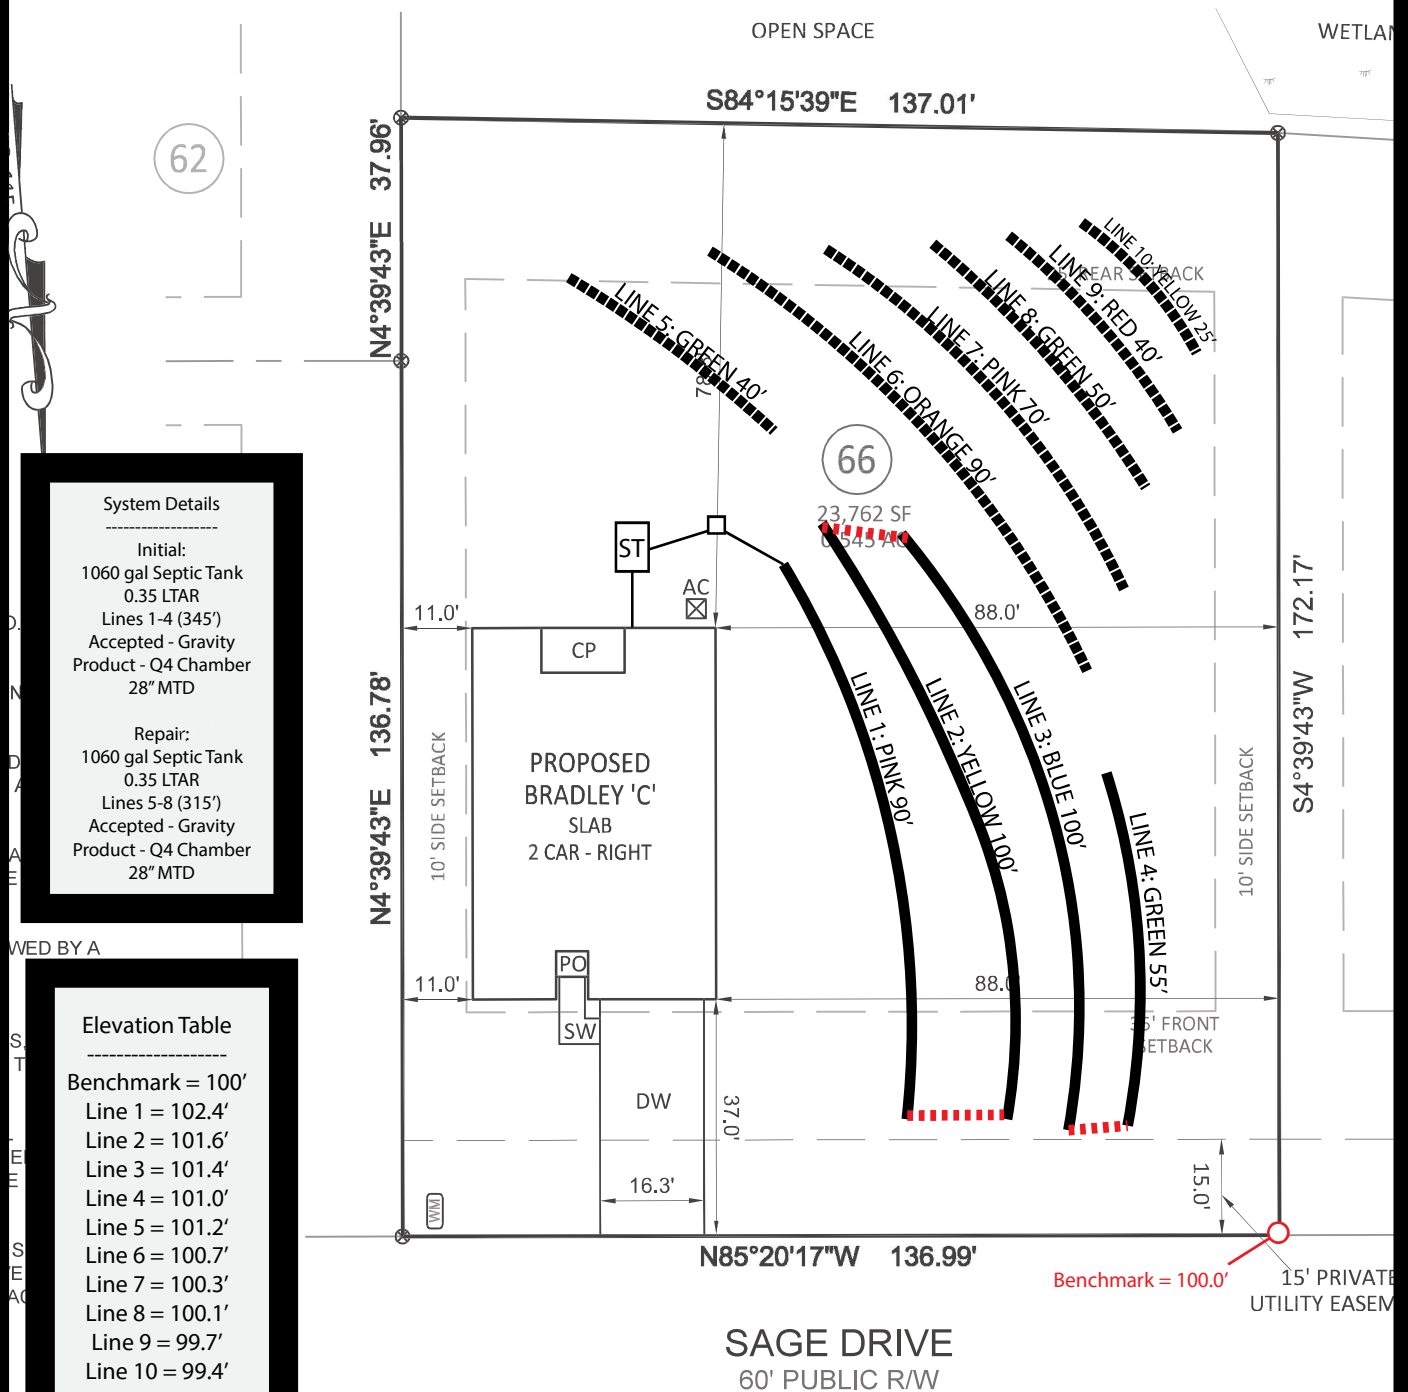 OPEN SPACE
S84°15'39"E 137.01'
62
N4°39'43"E 37.96'
LINE 5: GREEN 40'
LINE 6: ORANGE 90'
LINE 7: PINK 70'
LINE 8: GREEN 50'
LINE 9: RED 40'
LINE 10: YELLOW 25'
SETBACK
66
23,762 SF
System Details
Initial:
1060 gal Septic Tank
0.35 LTAR
Lines 1-4 (345')
Accepted - Gravity
Product - Q4 Chamber
28" MTD
Repair:
1060 gal Septic Tank
0.35 LTAR
Lines 5-8 (315')
Accepted - Gravity
Product - Q4 Chamber
28" MTD
ST
AC
11.0'
88.0'
CP
PROPOSED
BRADLEY 'C'
SLAB
2 CAR - RIGHT
10' SIDE SETBACK
N4°39'43"E 136.78'
LINE 1: PINK 90'
LINE 2: YELLOW 100'
LINE 3: BLUE 100'
LINE 4: GREEN 55'
10' SIDE SETBACK
S4°39'43"W 172.17'
WED BY A
PO
SW
11.0'
88.0'
35' FRONT
SETBACK
DW
37.0'
16.3'
15.0'
WM
Elevation Table
Benchmark = 100'
Line 1 = 102.4'
Line 2 = 101.6'
Line 3 = 101.4'
Line 4 = 101.0'
Line 5 = 101.2'
Line 6 = 100.7'
Line 7 = 100.3'
Line 8 = 100.1'
Line 9 = 99.7'
Line 10 = 99.4'
N85°20'17"W 136.99'
Benchmark = 100.0'
15' PRIVATE
UTILITY
SAGE DRIVE
60' PUBLIC R/W